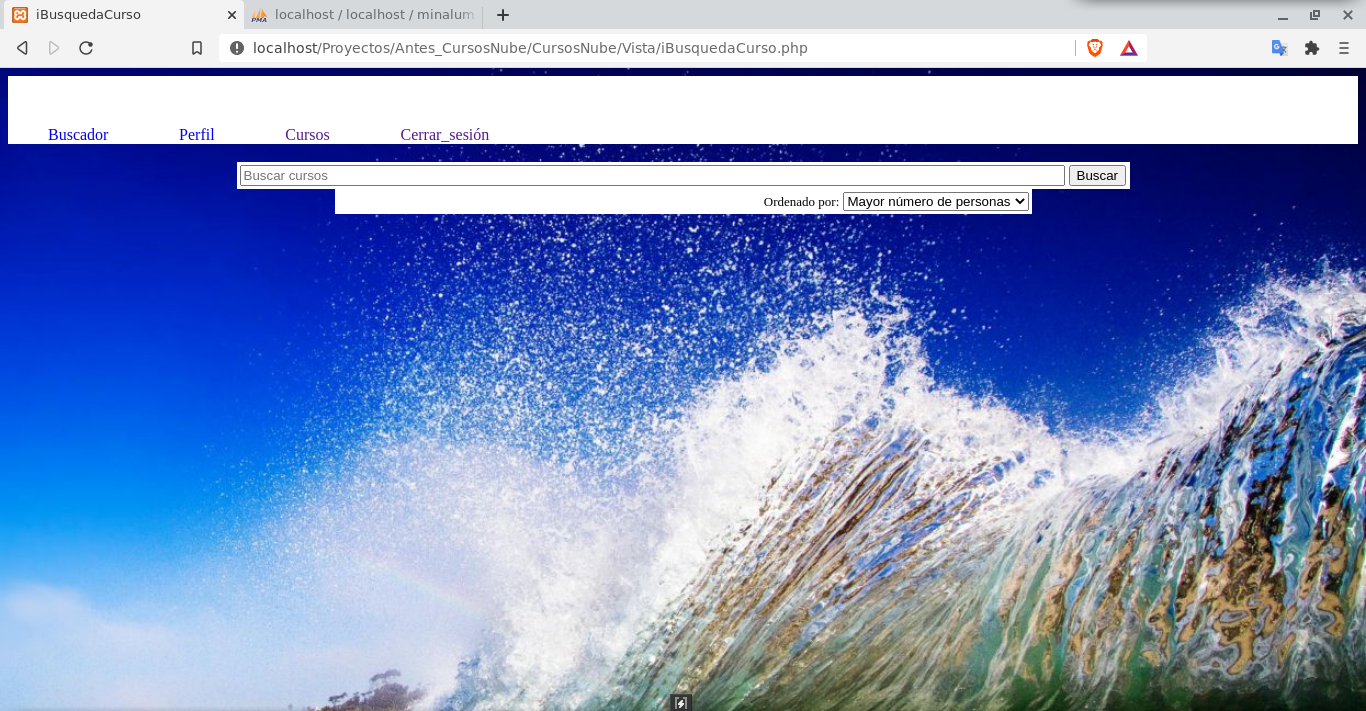 iBusquedaCurso
localhost / localhost / minalum
localhost/Proyectos/Antes_CursosNube/CursosNube/Vista/iBusquedaCurso.php
Buscador Perfil Cursos Cerrar_sesión
Buscar cursos Buscar
Ordenado por: Mayor número de personas